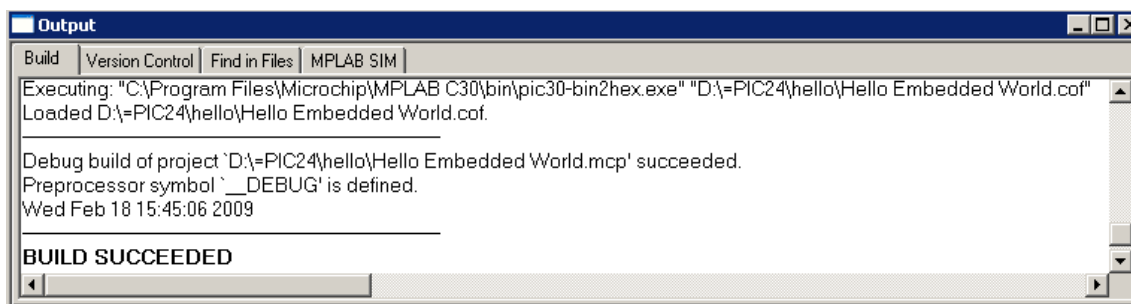 Output
Build Version Control Find in Files MPLAB SIM
Executing: "C:\Program Files\Microchip\MPLAB C30\bin\pic30-bin2hex.exe" "D:\=PIC24\hello\Hello Embedded World.cof"
Loaded D:\=PIC24\hello\Hello Embedded World.cof.
Debug build of project `D:\=PIC24\hello\Hello Embedded World.mcp' succeeded.
Preprocessor symbol `__DEBUG' is defined.
Wed Feb 18 15:45:06 2009
BUILD SUCCEEDED